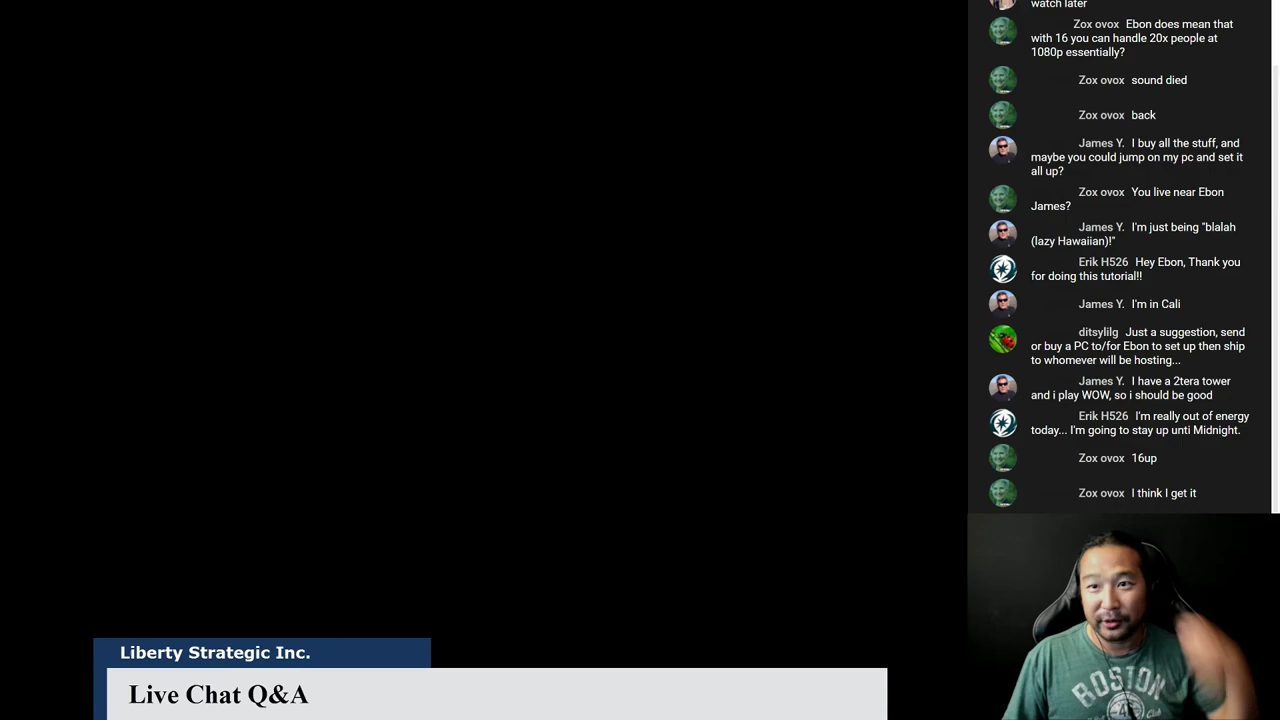 watch later
Zox ovox Ebon does mean that
with 16 you can handle 20x people at
1080p essentially?
Zox ovox sound died
Zox ovox back
James Y. I buy all the stuff, and
maybe you could jump on my pc and set it
all up?
Zox ovox You live near Ebon
James?
James Y. I'm just being "blalah
(lazy Hawaiian)!"
Erik H526 Hey Ebon, Thank you
for doing this tutorial!!
James Y. I'm in Cali
ditsylilg Just a suggestion, send
or buy a PC to/for Ebon to set up then ship
to whomever will be hosting...
James Y. I have a 2tera tower
and i play WOW, so i should be good
Erik H526 I'm really out of energy
today... I'm going to stay up unti Midnight.
Zox ovox 16up
Zox ovox I think I get it
Liberty Strategic Inc.
Live Chat Q&A
BOSTON